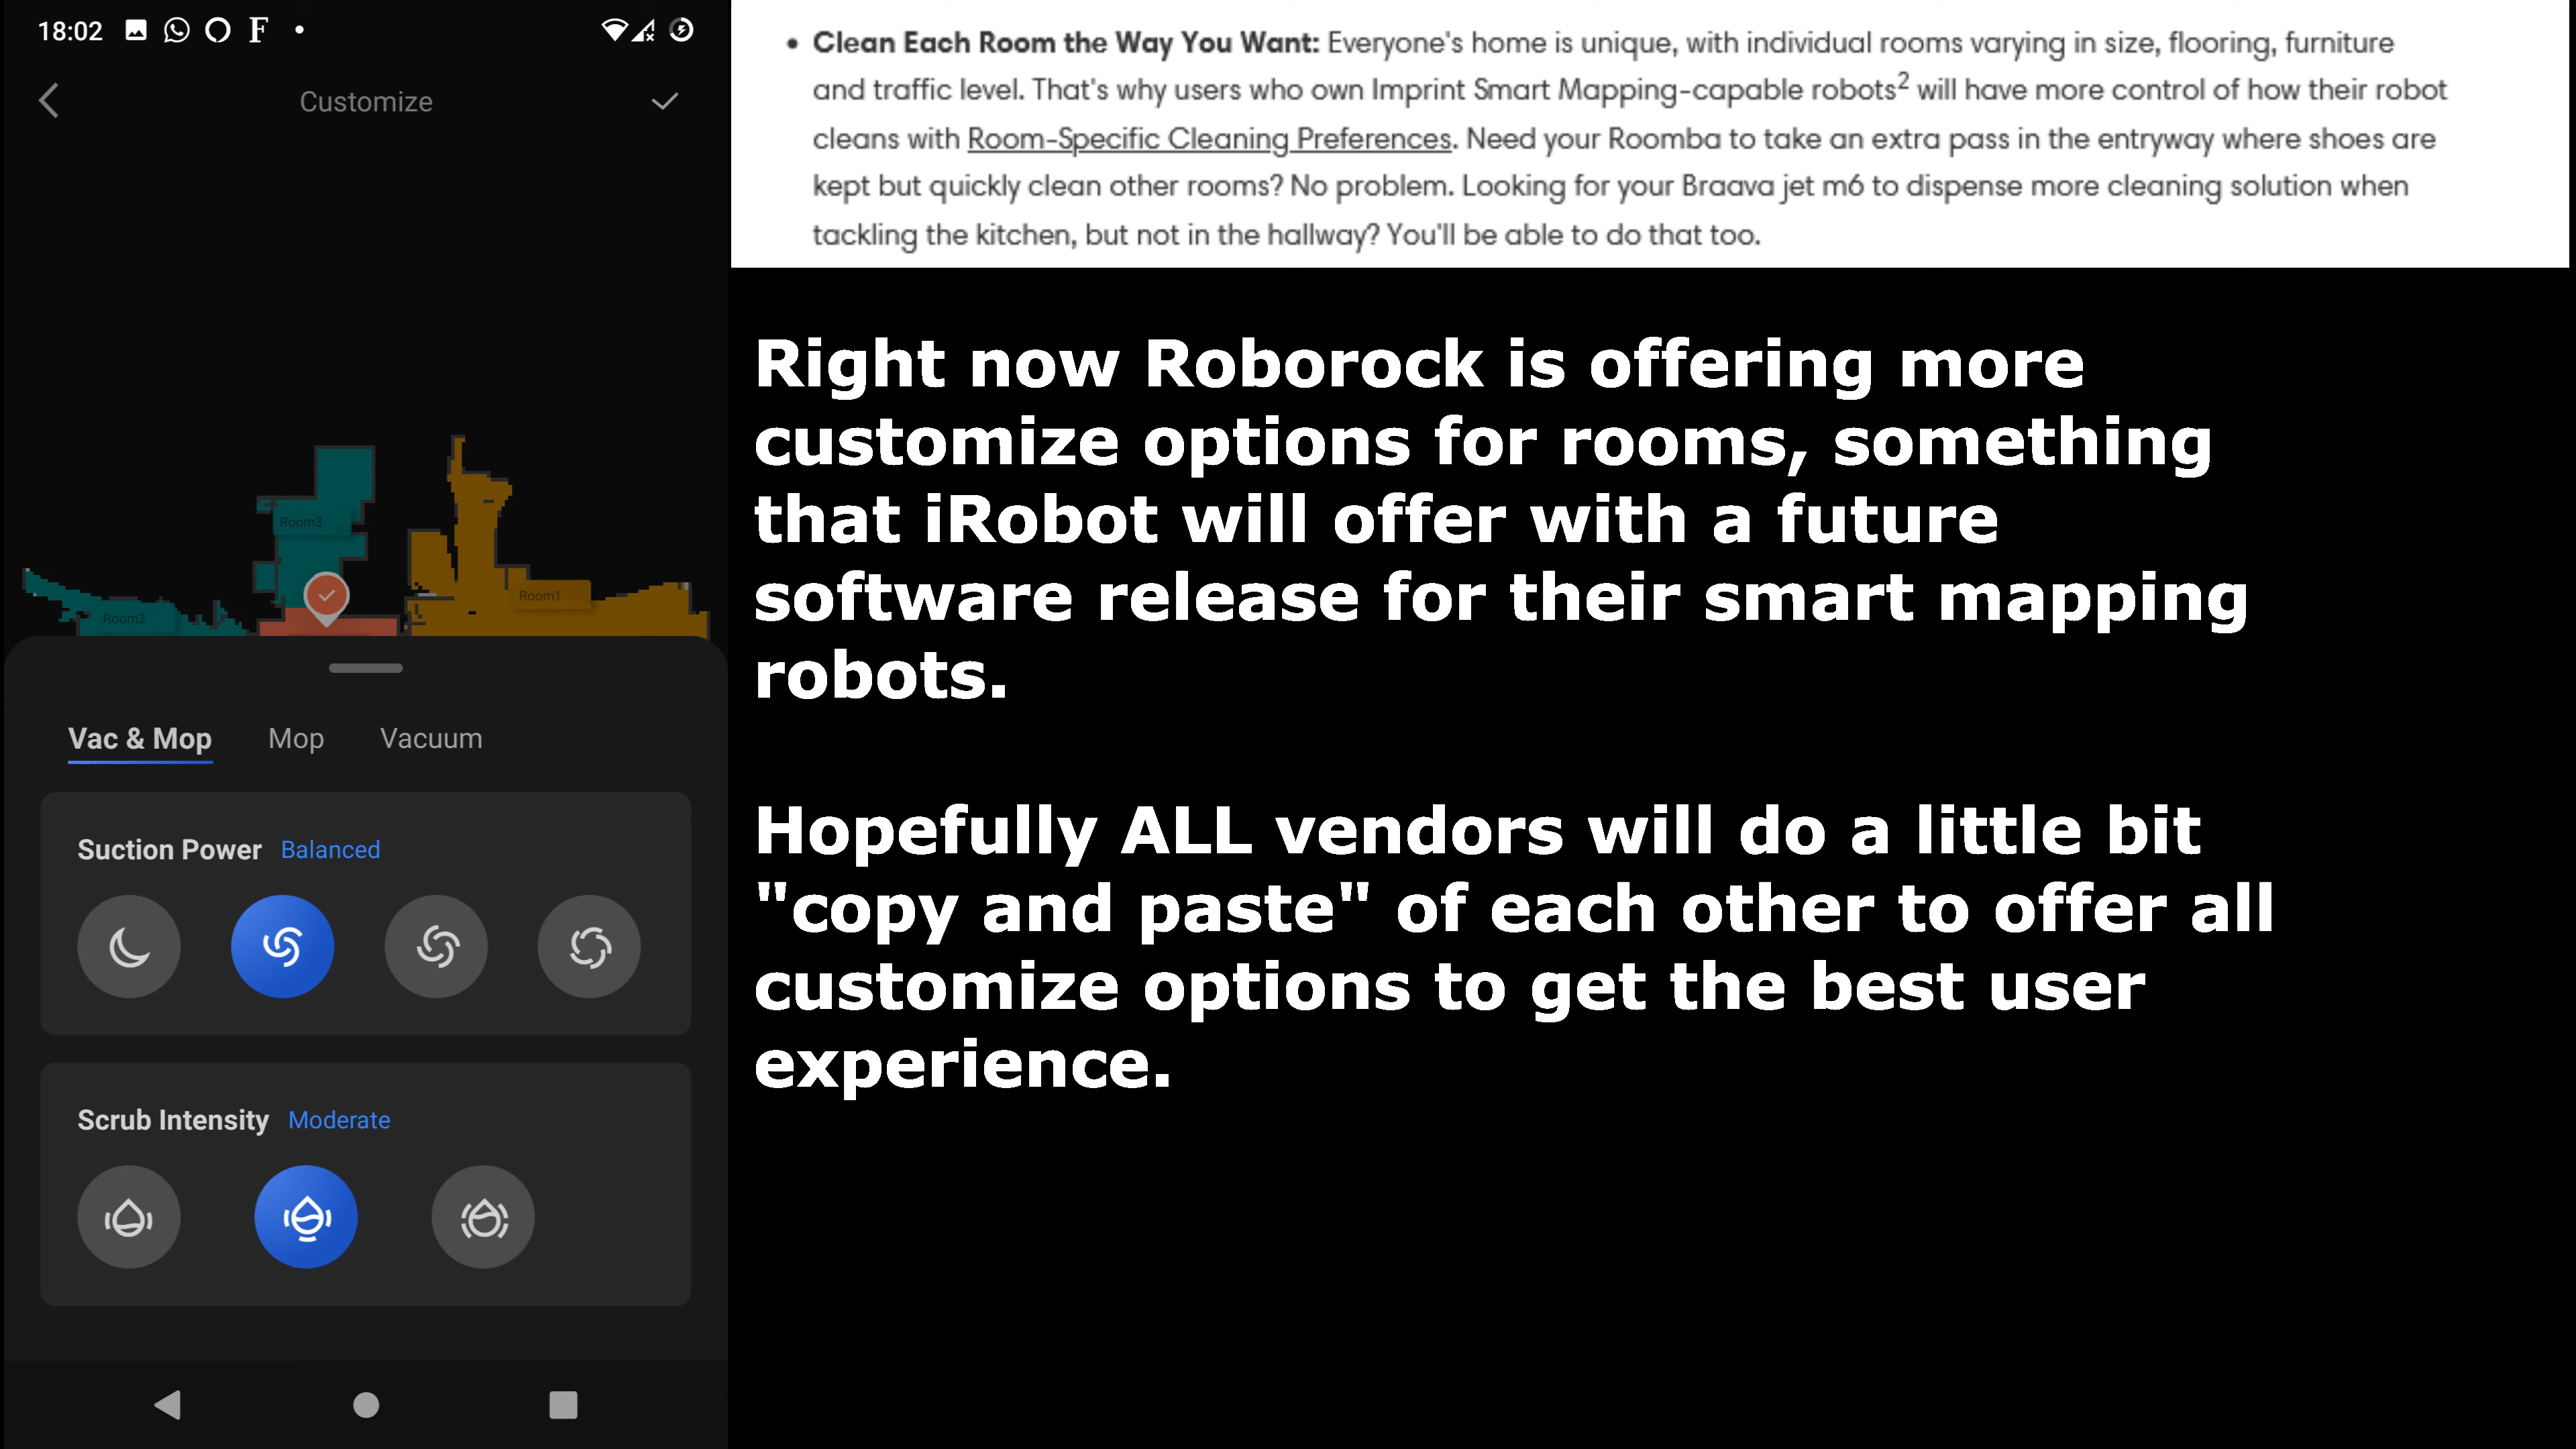 18:02
F
Customize
Room3
Room1
Room2
Vac & Mop Mop Vacuum
Suction Power Balanced
Scrub Intensity Moderate
• Clean Each Room the Way You Want: Everyone's home is unique, with individual rooms varying in size, flooring, furniture
and traffic level. That's why users who own Imprint Smart Mapping-capable robots² will have more control of how their robot
cleans with Room-Specific Cleaning Preferences. Need your Roomba to take an extra pass in the entryway where shoes are
kept but quickly clean other rooms? No problem. Looking for your Braava jet m6 to dispense more cleaning solution when
tackling the kitchen, but not in the hallway? You'll be able to do that too.
Right now Roborock is offering more
customize options for rooms, something
that iRobot will offer with a future
software release for their smart mapping
robots.
Hopefully ALL vendors will do a little bit
"copy and paste" of each other to offer all
customize options to get the best user
experience.